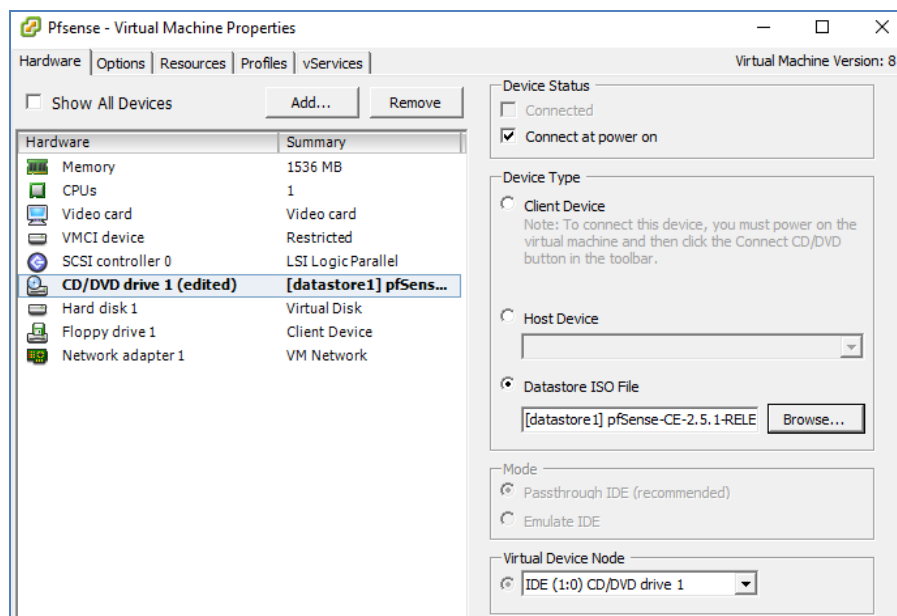 Pfsense - Virtual Machine Properties
Hardware Options Resources Profiles vServices Virtual Machine Version: 8
Show All Devices Add... Remove
Hardware Summary
Memory 1536 MB
CPUs 1
Video card Video card
VMCI device Restricted
SCSI controller 0 LSI Logic Parallel
CD/DVD drive 1 (edited) [datastore1] pfSens...
Hard disk 1 Virtual Disk
Floppy drive 1 Client Device
Network adapter 1 VM Network
Device Status
Connected
Connect at power on
Device Type
Client Device
Note: To connect this device, you must power on the
virtual machine and then click the Connect CD/DVD
button in the toolbar.
Host Device
Datastore ISO File
[datastore1] pfSense-CE-2.5.1-RELE Browse...
Mode
Passthrough IDE (recommended)
Emulate IDE
Virtual Device Node
IDE (1:0) CD/DVD drive 1